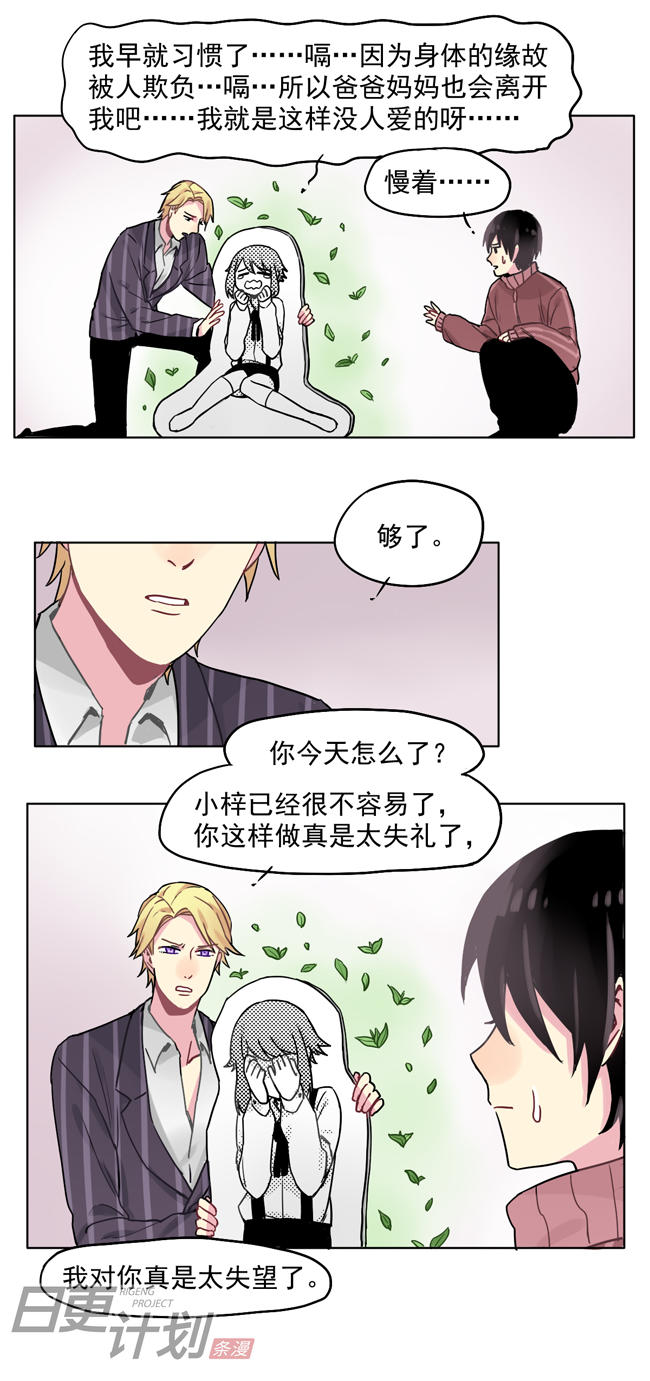 我早就习惯了……嗝…因为身体的缘故
被人欺负…嗝…所以爸爸妈妈也会离开
我吧……我就是这样没人爱的呀……
慢着……
够了。
你今天怎么了？
小梓已经很不容易了，
你这样做真是太失礼了，
我对你真是太失望了。
日更
RIGENG
PROJECT
计划
条漫